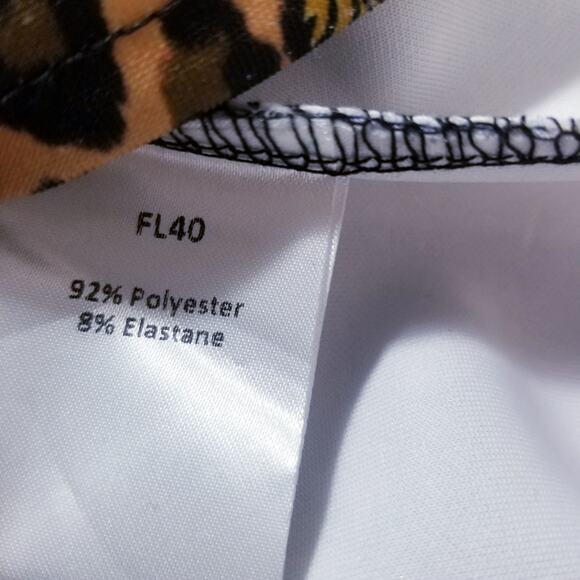 FL40
92% Polyester
8% Elastane